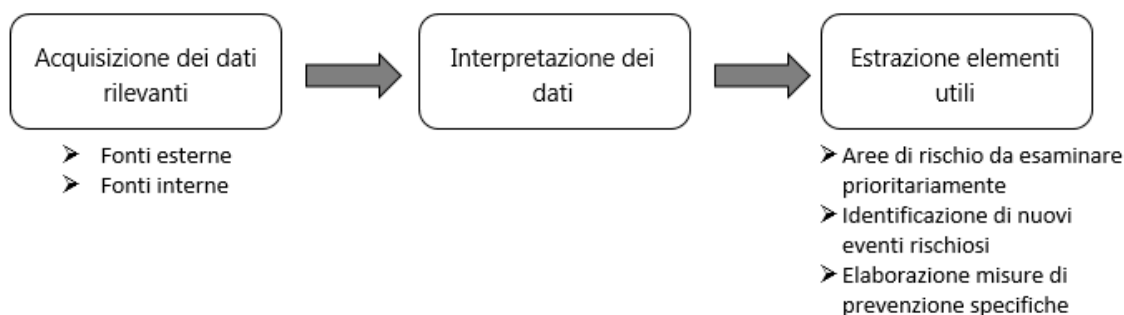 Acquisizione dei dati
rilevanti
➤ Fonti esterne
➤ Fonti interne
Interpretazione dei
dati
Estrazione elementi
utili
➤ Aree di rischio da esaminare
prioritariamente
➤ Identificazione di nuovi
eventi rischiosi
➤ Elaborazione misure di
prevenzione specifiche